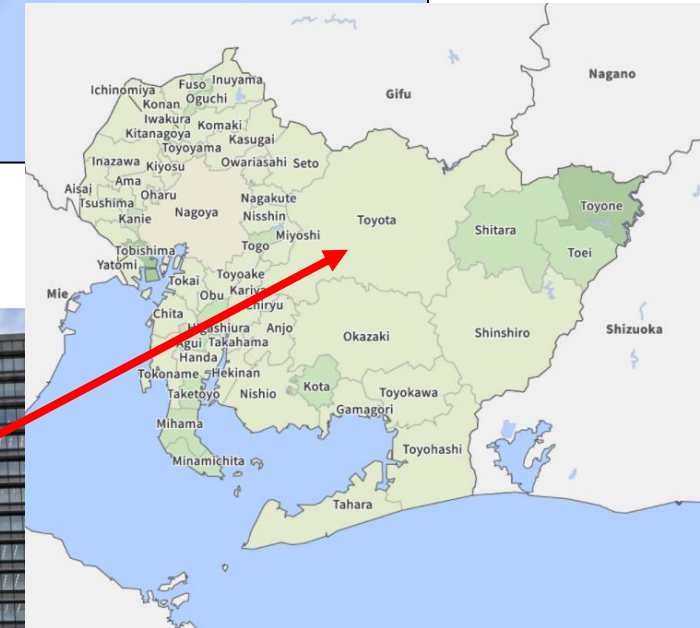 Nagano
Gifu
Ichinomiya
Fuso
Inuyama
Konan
Oguchi
Iwakura
Kitanagoya
Komaki
Toyoyama
Kasugai
Inazawa
Kiyosu
Owariasahi
Seto
Aisai
Ama
Tsushima
Oharu
Kanie
Nagoya
Nagakute
Nisshin
Miyoshi
Togo
Toyota
Shitara
Toyone
Toei
Tobishima
Yatomi
Mie
Tokai
Toyoake
Obu
Kariya
Chiryu
Chita
Higashiura
Anjo
Agui
Takahama
Handa
Okazaki
Shinshiro
Shizuoka
Tokoname
Hekinan
Taketoyo
Nishio
Kota
Toyokawa
Gamagori
Mihama
Minamichita
Toyohashi
Tahara